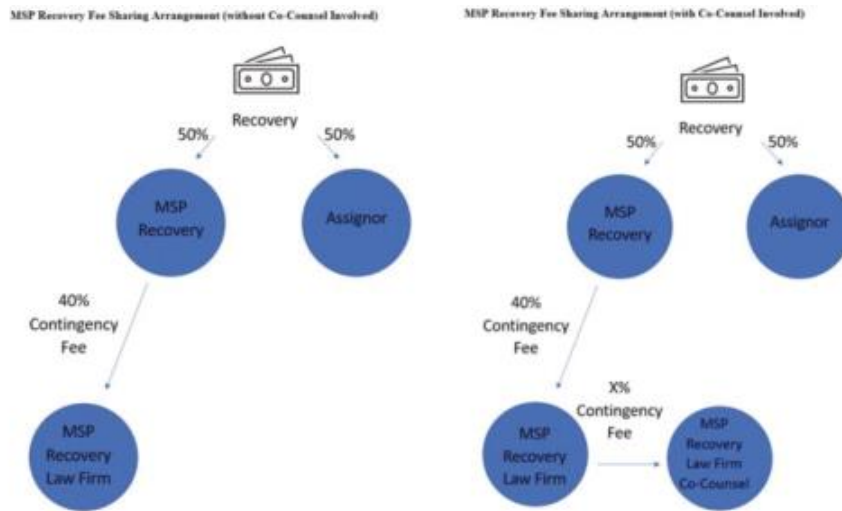 MSP Recovery Fee Sharing Arrangement (without Co-Counsel Involved)
Recovery
50%
50%
MSP
Recovery
Assignor
40%
Contingency
Fee
MSP
Recovery
Law Firm
MSP Recovery Fee Sharing Arrangement (with Co-Counsel Involved)
Recovery
50%
50%
MSP
Recovery
Assignor
40%
Contingency
Fee
X%
Contingency
Fee
MSP
Recovery
Law Firm
MSP
Recovery
Law Firm
Co-Counsel